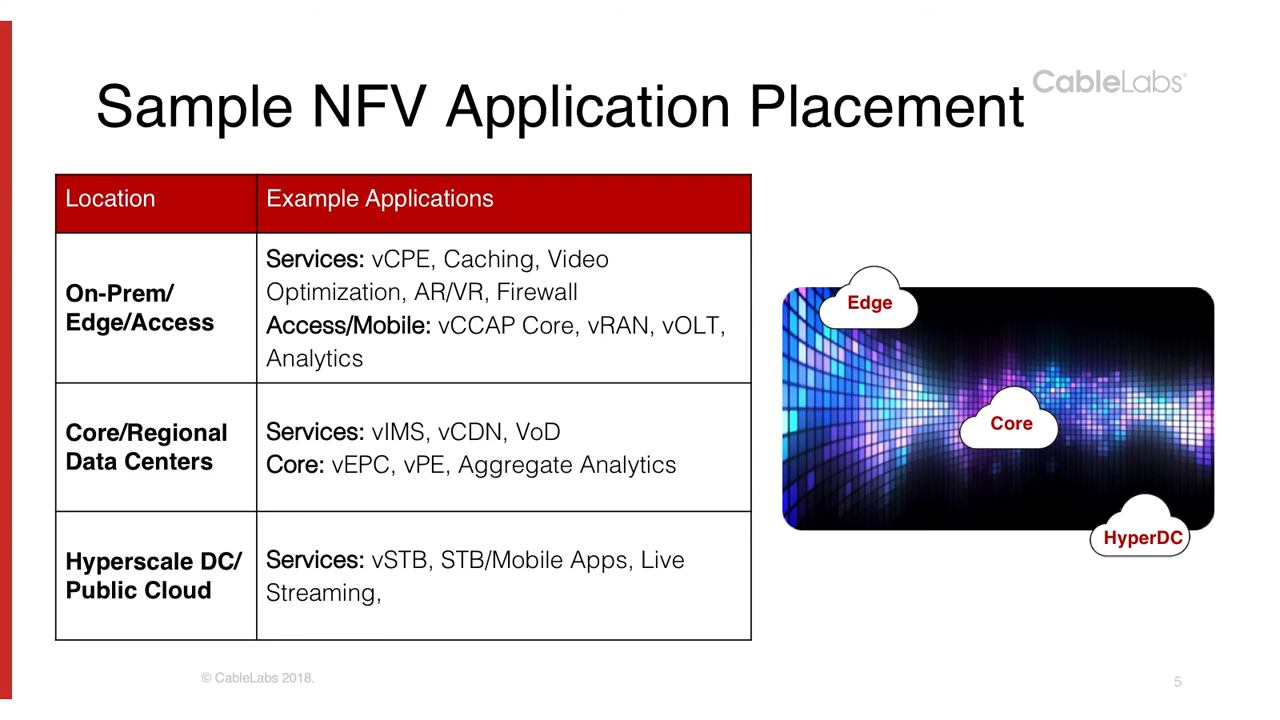 CableLabs®
Sample NFV Application Placement
Location
Example Applications
On-Prem/
Edge/Access
Services: vCPE, Caching, Video
Optimization, AR/VR, Firewall
Access/Mobile: vCCAP Core, vRAN, vOLT,
Analytics
Core/Regional
Data Centers
Services: vIMS, vCDN, VoD
Core: vEPC, vPE, Aggregate Analytics
Hyperscale DC/
Public Cloud
Services: vSTB, STB/Mobile Apps, Live
Streaming,
Edge
Core
HyperDC
© CableLabs 2018.
5